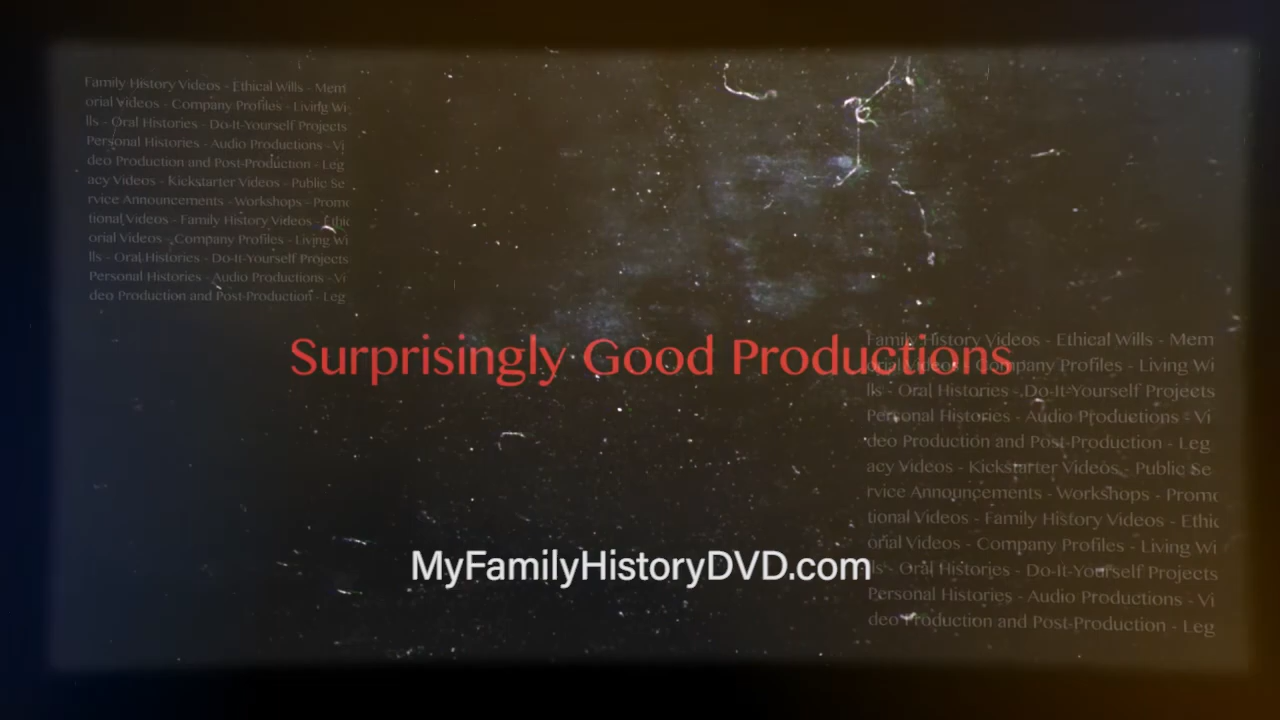 Family History Videos - Ethical Wills - Mem
orial Videos - Company Profiles - Living Wi
lls - Oral Histories - Do-It-Yourself Projects
Personal Histories - Audio Productions - Vi
deo Production and Post-Production - Leg
acy Videos - Kickstarter Videos - Public Se
rvice Announcements - Workshops - Promo
tional Videos - Family History Videos - Ethic
orial Videos - Company Profiles - Living Wi
lls - Oral Histories - Do-It-Yourself Projects
Personal Histories - Audio Productions - Vi
deo Production and Post-Production - Leg
Surprisingly Good Productions
Family History Videos - Ethical Wills - Mem
orial Videos - Company Profiles - Living Wi
lls - Oral Histories - Do-It-Yourself Projects
Personal Histories - Audio Productions - Vi
deo Production and Post-Production - Leg
acy Videos - Kickstarter Videos - Public Se
rvice Announcements - Workshops - Promo
tional Videos - Family History Videos - Ethic
orial Videos - Company Profiles - Living Wi
lls - Oral Histories - Do-It-Yourself Projects
Personal Histories - Audio Productions - Vi
deo Production and Post-Production - Leg
MyFamilyHistoryDVD.com